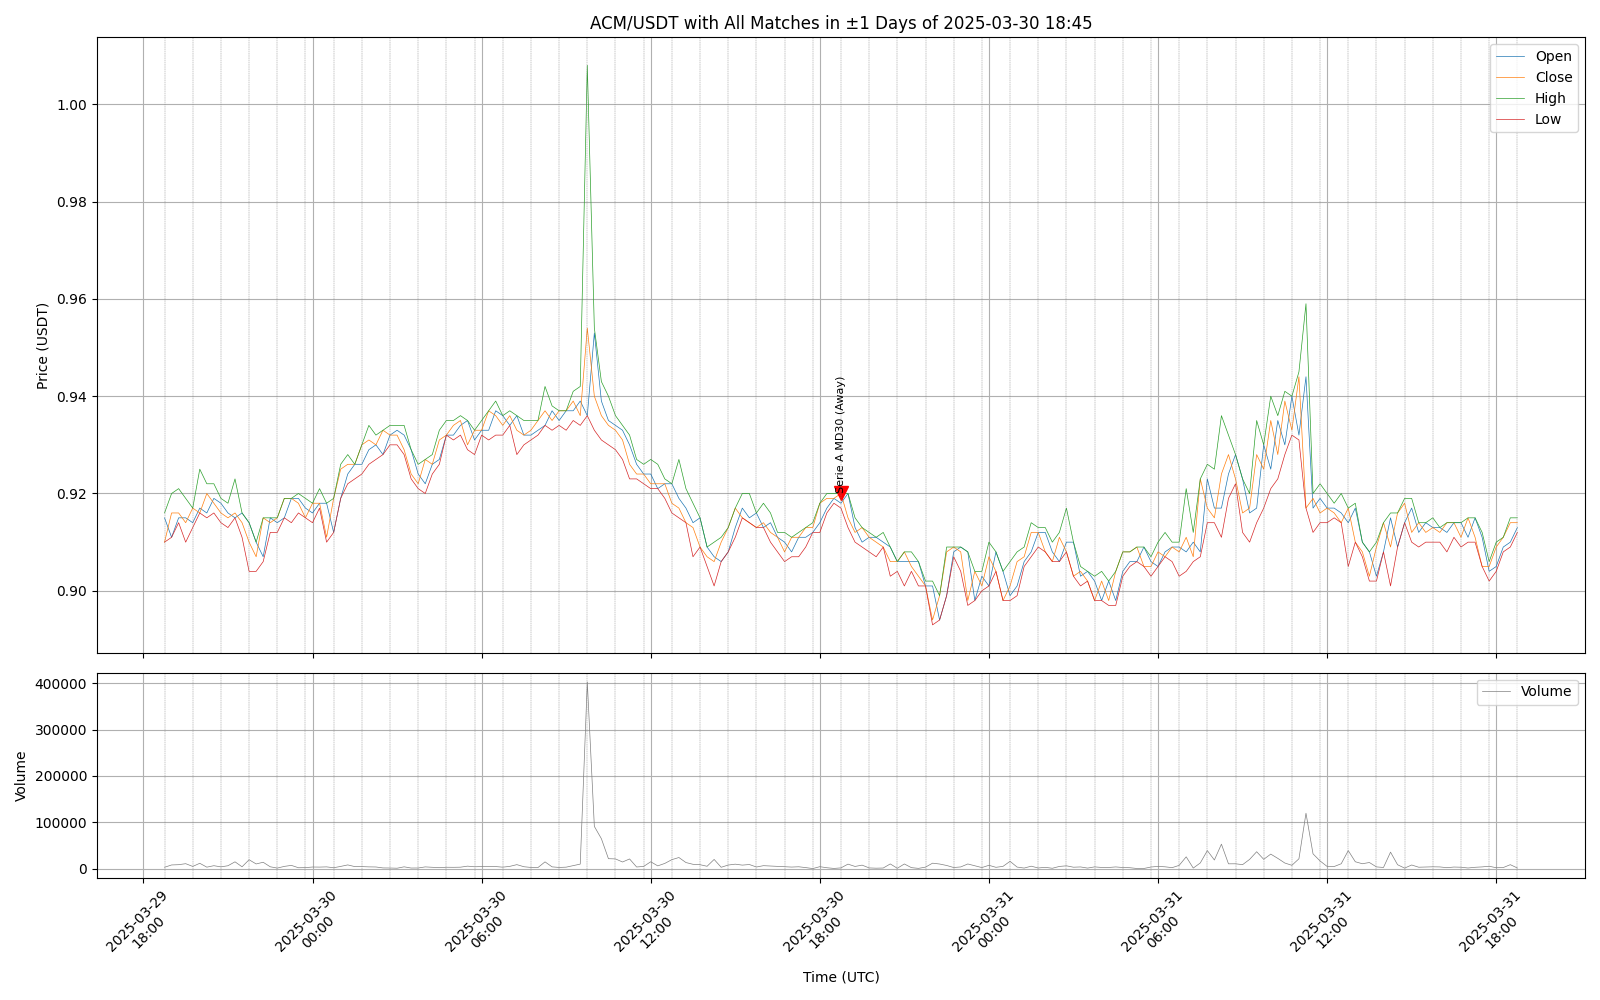 ACM/USDT with All Matches in ±1 Days of 2025-03-30 18:45
Open
Close
High
Low
1.00
0.98
0.96
0.94
0.92
0.90
Price (USDT)
Serie A MD30 (Away)
Volume
400000
300000
200000
100000
0
Volume
2025-03-29
18:00
2025-03-30
00:00
2025-03-30
06:00
2025-03-30
12:00
2025-03-30
18:00
2025-03-31
00:00
2025-03-31
06:00
2025-03-31
12:00
2025-03-31
18:00
Time (UTC)